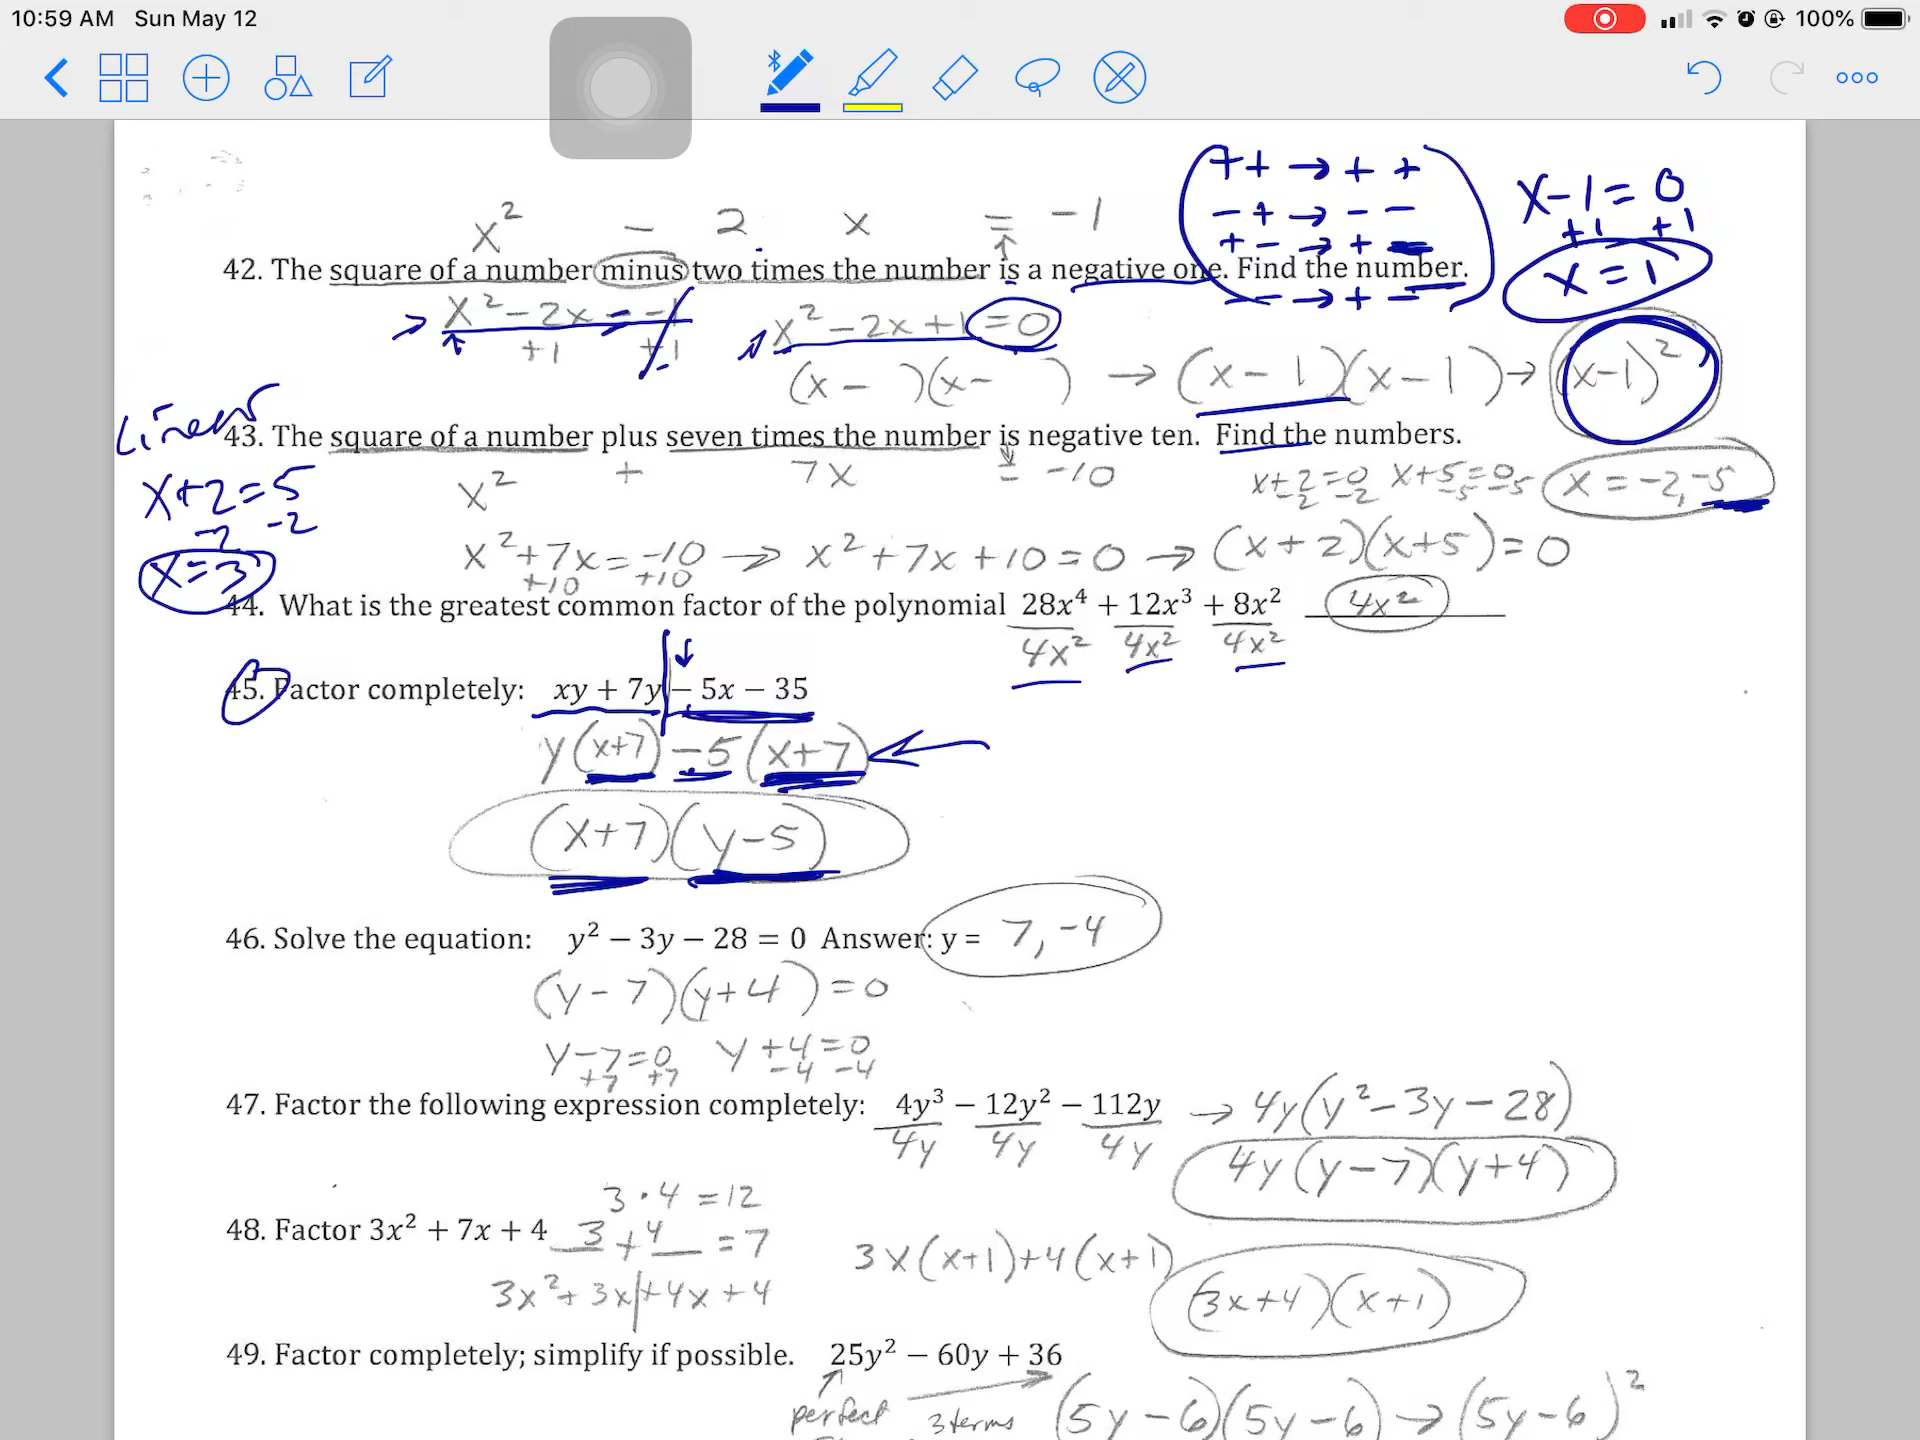 10:59 AM Sun May 12
100%
+ + → + +
x² − 2 x = −1
− + → − −
+ − → + −
x−1=0
+1 +1
42. The square of a number minus two times the number is a negative one. Find the number.
− − → + −
x = 1
x² − 2x = −1
+1 +1
x² − 2x + 1 = 0
(x − )(x − ) → (x − 1)(x − 1) → (x−1)²
Linear
43. The square of a number plus seven times the number is negative ten. Find the numbers.
x² + 7x = −10
x+2=0 x+5=0
−2 −2 −5 −5
x = −2, −5
x+2=5
−2 −2
x=3
x²+7x=−10 → x²+7x+10=0 → (x+2)(x+5)=0
+10 +10
44. What is the greatest common factor of the polynomial 28x⁴ + 12x³ + 8x² 4x²
4x² 4x² 4x²
45. Factor completely: xy + 7y − 5x − 35
y(x+7) −5(x+7)
(x+7)(y−5)
46. Solve the equation: y² − 3y − 28 = 0 Answer: y = 7, −4
(y−7)(y+4)=0
y−7=0 y+4=0
+7 +7 −4 −4
47. Factor the following expression completely: 4y³ − 12y² − 112y → 4y(y²−3y−28)
4y 4y 4y
4y(y−7)(y+4)
3·4=12
48. Factor 3x² + 7x + 4 3 + 4 = 7
3x²+3x|+4x+4
3x(x+1)+4(x+1)
(3x+4)(x+1)
49. Factor completely; simplify if possible. 25y² − 60y + 36
perfect
3 terms
(5y−6)(5y−6) → (5y−6)²